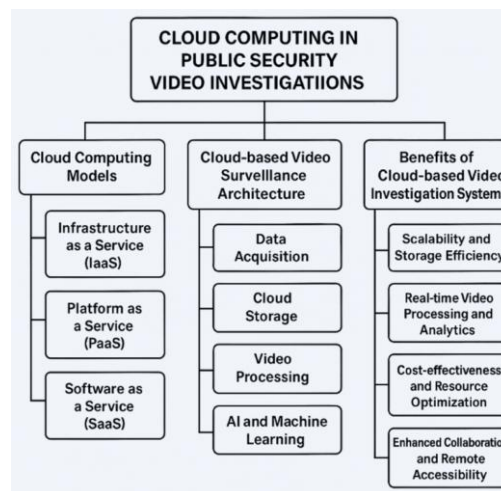 CLOUD COMPUTING IN
PUBLIC SECURITY
VIDEO INVESTIGATIIONS
Cloud Computing
Models
Infrastructure
as a Service
(IaaS)
Platform as
a Service
(PaaS)
Software as
a Service
(SaaS)
Cloud-based Video
Survelllance
Architecture
Data
Acquisition
Cloud
Storage
Video
Processing
AI and Machine
Learning
Benefits of
Cloud-based Video
Investigation System
Scalability and
Storage Efficiency
Real-time Video
Processing and
Analytics
Cost-effectiveness
and Resource
Optimization
Enhanced Collaboratio
and Remote
Accessibility